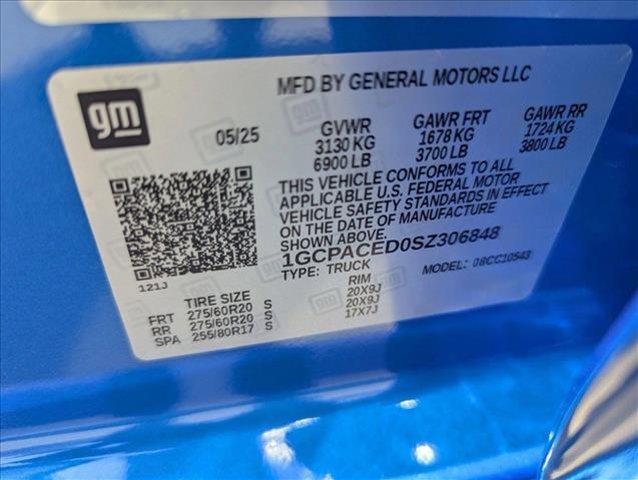 MFD BY GENERAL MOTORS LLC
gm
05/25
GVWR GAWR FRT GAWR RR
3130 KG 1678 KG 1724 KG
6900 LB 3700 LB 3800 LB
THIS VEHICLE CONFORMS TO ALL
APPLICABLE U.S. FEDERAL MOTOR
VEHICLE SAFETY STANDARDS IN EFFECT
ON THE DATE OF MANUFACTURE
SHOWN ABOVE.
1GCPACED0SZ306848
TYPE: TRUCK MODEL: 08CC10543
121J
TIRE SIZE RIM
FRT 275/60R20 S 20X9J
RR 275/60R20 S 20X9J
SPA 255/80R17 S 17X7J